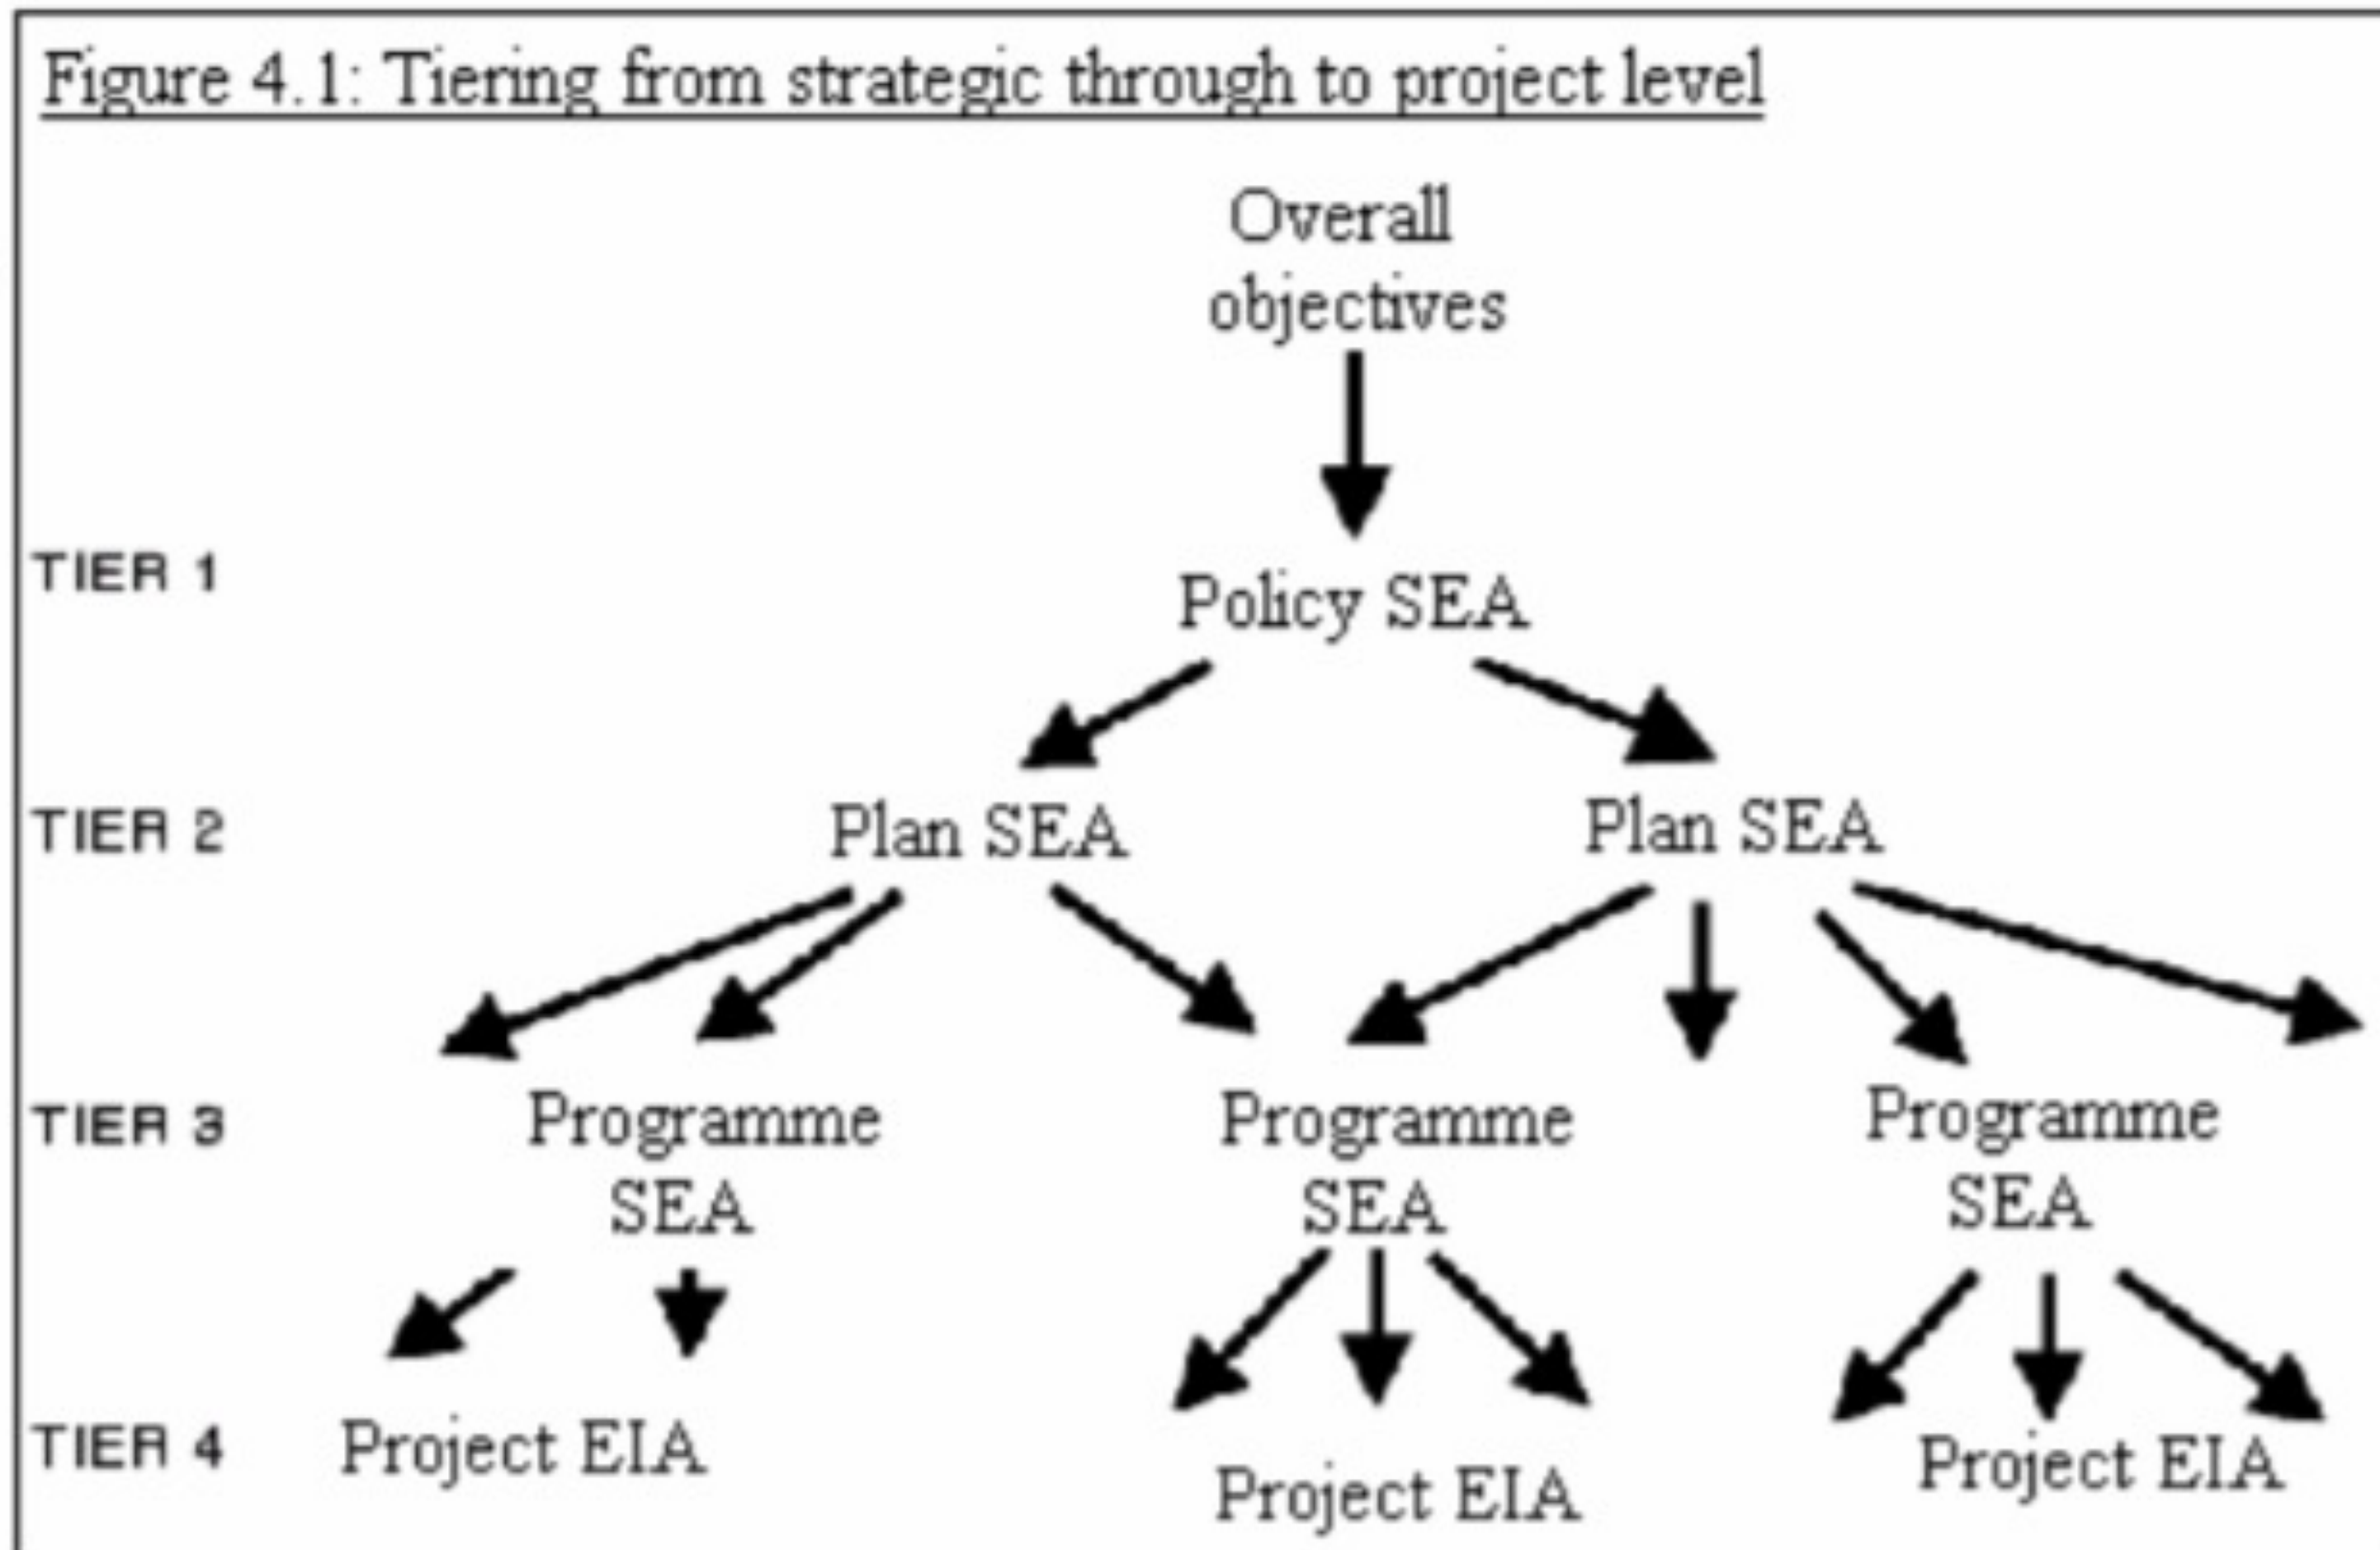 Figure 4.1: Tiering from strategic through to project level
Overall
objectives
TIER 1
Policy SEA
TIER 2
Plan SEA
Plan SEA
TIER 3
Programme
SEA
Programme
SEA
Programme
SEA
TIER 4
Project EIA
Project EIA
Project EIA